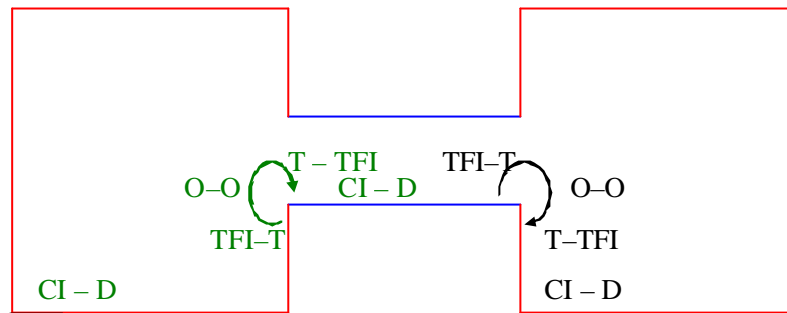 T – TFI
TFI–T
O–O
CI – D
O–O
TFI–T
T–TFI
CI – D
CI – D